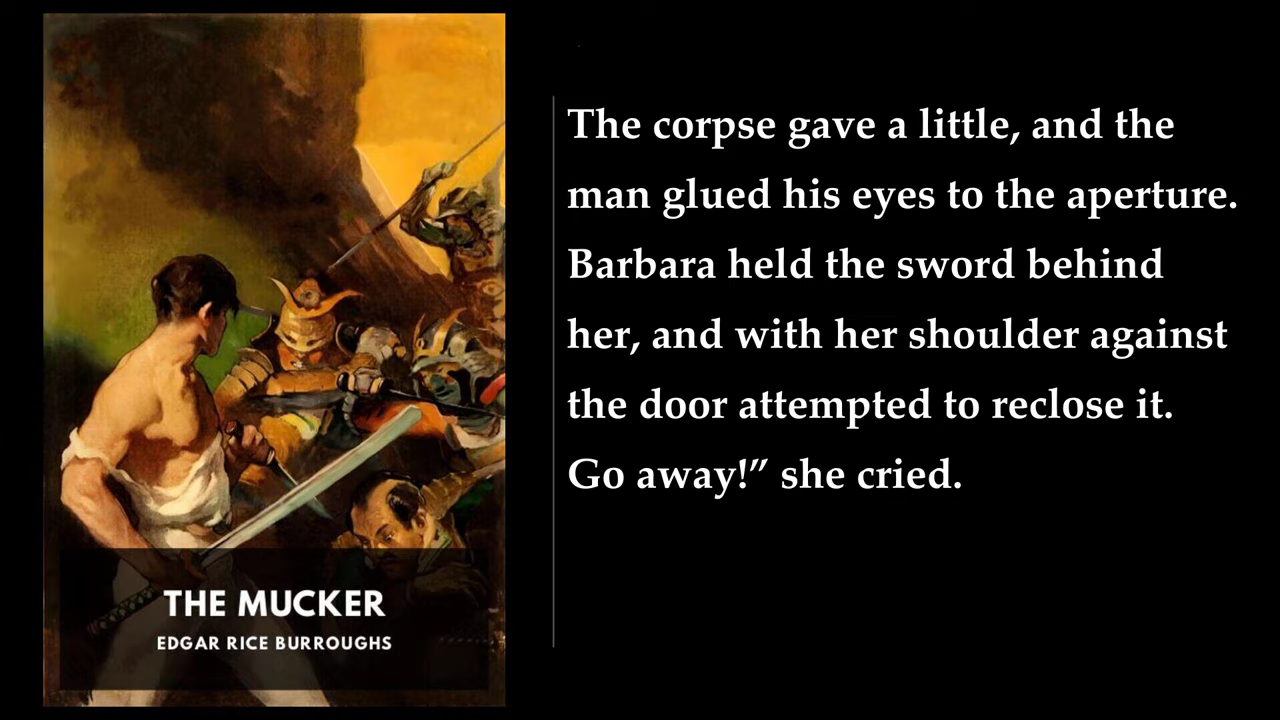 The corpse gave a little, and the
man glued his eyes to the aperture.
Barbara held the sword behind
her, and with her shoulder against
the door attempted to reclose it.
Go away!” she cried.
THE MUCKER
EDGAR RICE BURROUGHS